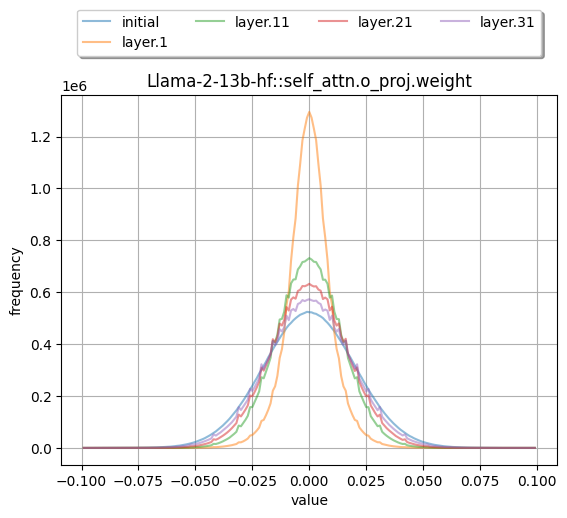 initial layer.11 layer.21 layer.31
layer.1
Llama-2-13b-hf::self_attn.o_proj.weight
1e6
1.2
1.0
0.8
0.6
0.4
0.2
0.0
frequency
−0.100 −0.075 −0.050 −0.025 0.000 0.025 0.050 0.075 0.100
value